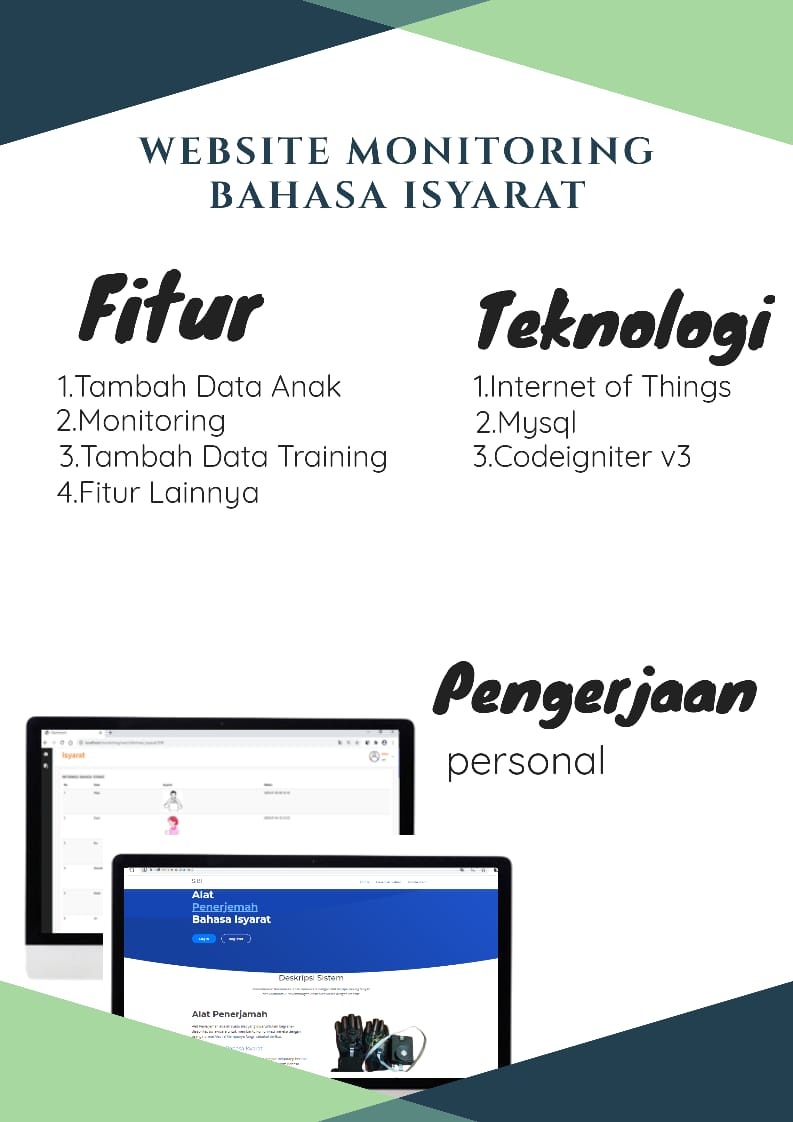 WEBSITE MONITORING
BAHASA ISYARAT
Fitur
1.Tambah Data Anak
2.Monitoring
3.Tambah Data Training
4.Fitur Lainnya
Teknologi
1.Internet of Things
2.Mysql
3.Codeigniter v3
Pengerjaan
personal
Isyarat
Alat
Penerjemah
Bahasa Isyarat
Deskripsi Sistem
Alat Penerjamah